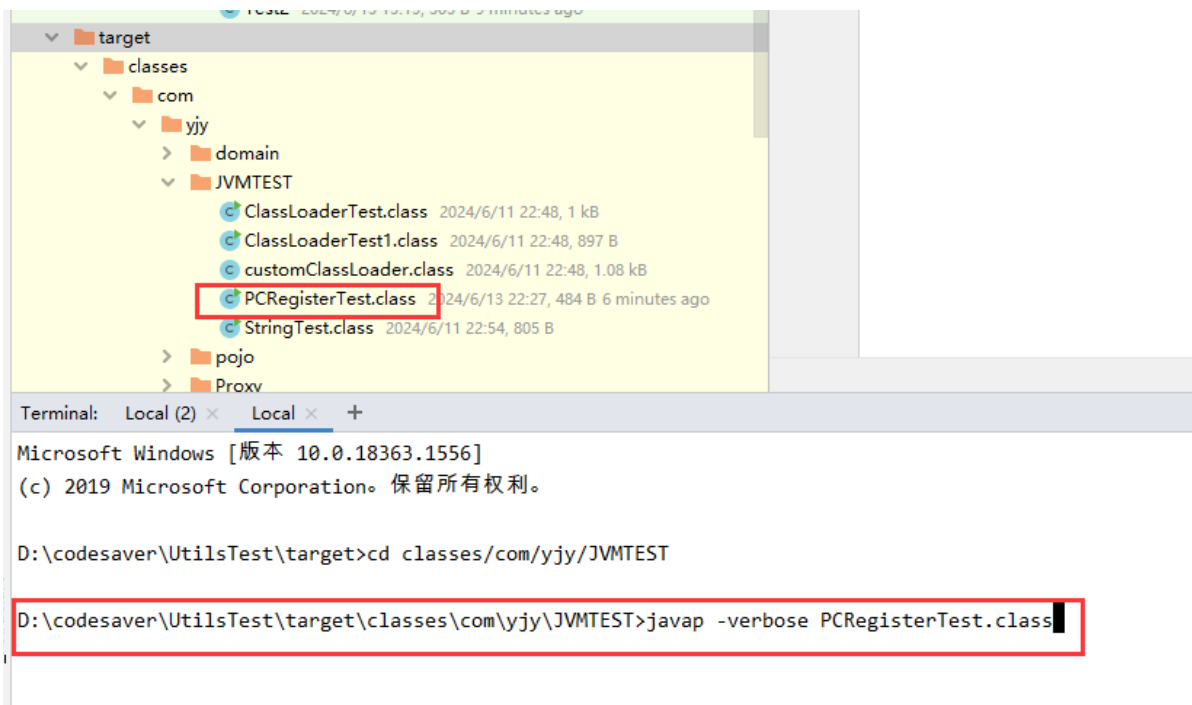 target
classes
com
yjy
domain
JVMTEST
ClassLoaderTest.class 2024/6/11 22:48, 1 kB
ClassLoaderTest1.class 2024/6/11 22:48, 897 B
customClassLoader.class 2024/6/11 22:48, 1.08 kB
PCRegisterTest.class 2024/6/13 22:27, 484 B 6 minutes ago
StringTest.class 2024/6/11 22:54, 805 B
pojo
Proxy
Terminal: Local (2) × Local × +
Microsoft Windows [版本 10.0.18363.1556]
(c) 2019 Microsoft Corporation。保留所有权利。
D:\codesaver\UtilsTest\target>cd classes/com/yjy/JVMTEST
D:\codesaver\UtilsTest\target\classes\com\yjy\JVMTEST>javap -verbose PCRegisterTest.class